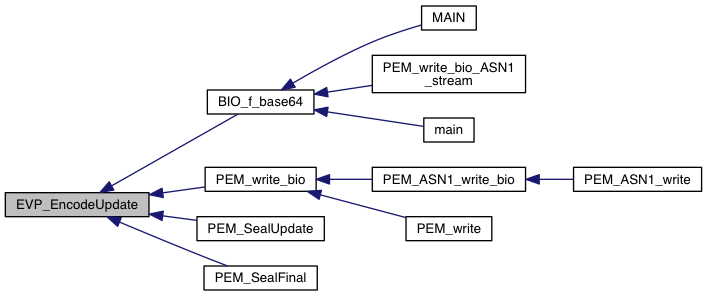 MAIN
PEM_write_bio_ASN1
_stream
BIO_f_base64
main
PEM_write_bio
PEM_ASN1_write_bio
PEM_ASN1_write
EVP_EncodeUpdate
PEM_SealUpdate
PEM_write
PEM_SealFinal